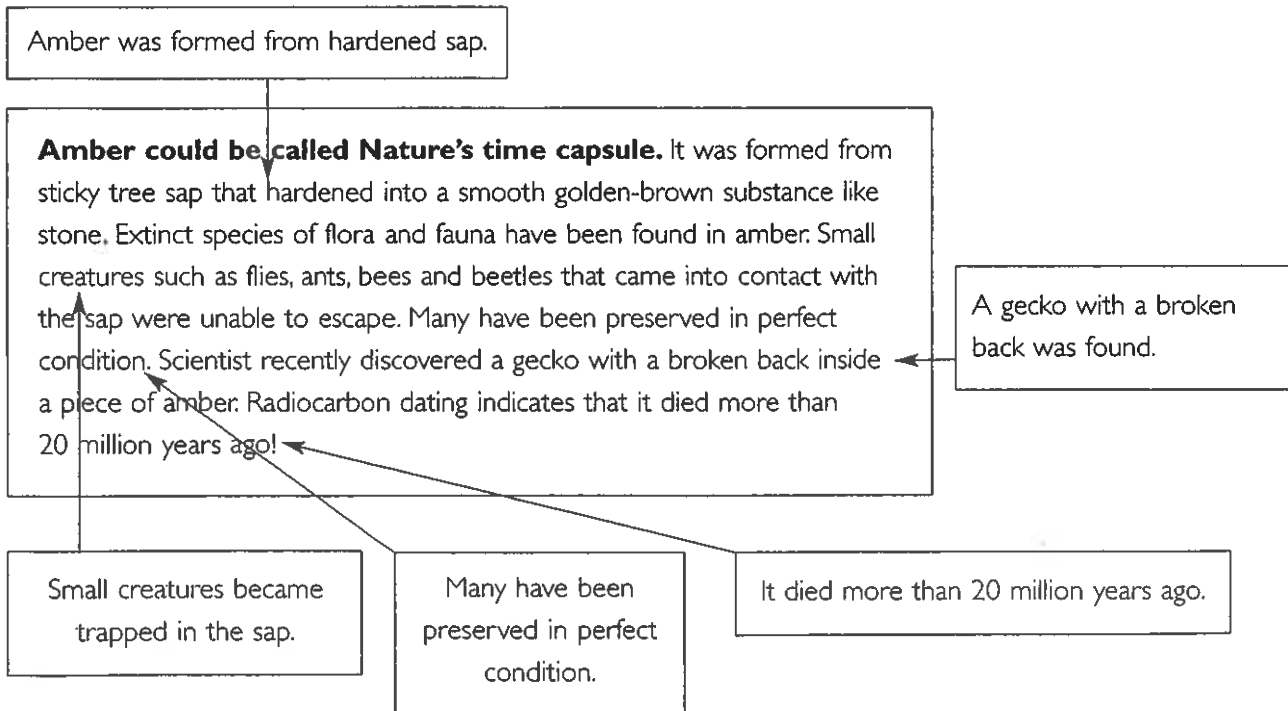 Amber was formed from hardened sap.
Amber could be called Nature's time capsule. It was formed from
sticky tree sap that hardened into a smooth golden-brown substance like
stone. Extinct species of flora and fauna have been found in amber. Small
creatures such as flies, ants, bees and beetles that came into contact with
the sap were unable to escape. Many have been preserved in perfect
condition. Scientist recently discovered a gecko with a broken back inside
a piece of amber. Radiocarbon dating indicates that it died more than
20 million years ago!
A gecko with a broken
back was found.
Small creatures became
trapped in the sap.
Many have been
preserved in perfect
condition.
It died more than 20 million years ago.